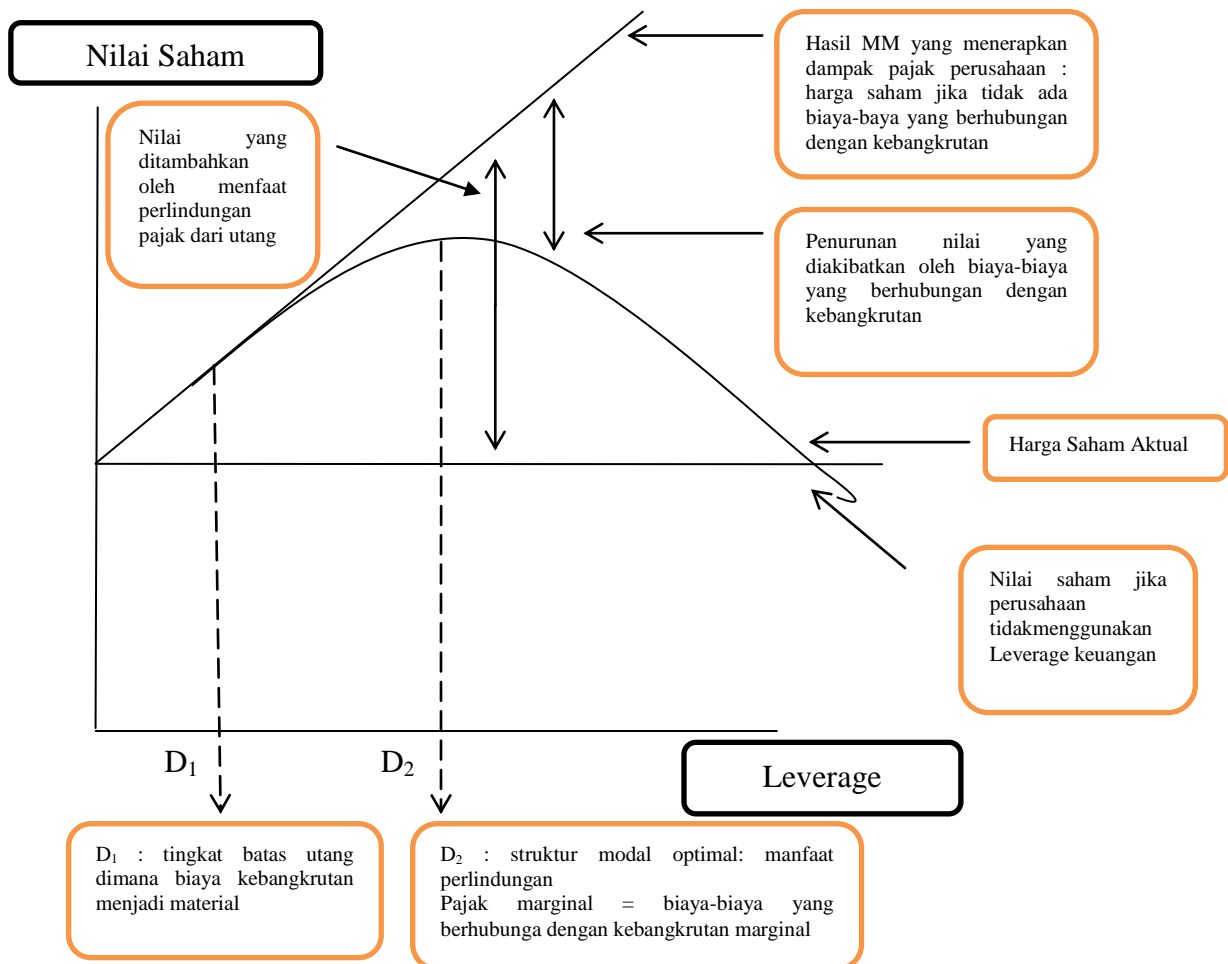 Nilai Saham
Hasil MM yang menerapkan
dampak pajak perusahaan :
harga saham jika tidak ada
biaya-baya yang berhubungan
dengan kebangkrutan
Nilai yang
ditambahkan
oleh menfaat
perlindungan
pajak dari utang
Penurunan nilai yang
diakibatkan oleh biaya-biaya
yang berhubungan dengan
kebangkrutan
Harga Saham Aktual
Nilai saham jika
perusahaan
tidakmenggunakan
Leverage keuangan
D₁
D₂
Leverage
D₁ : tingkat batas utang
dimana biaya kebangkrutan
menjadi material
D₂ : struktur modal optimal: manfaat
perlindungan
Pajak marginal = biaya-biaya yang
berhubunga dengan kebangkrutan marginal